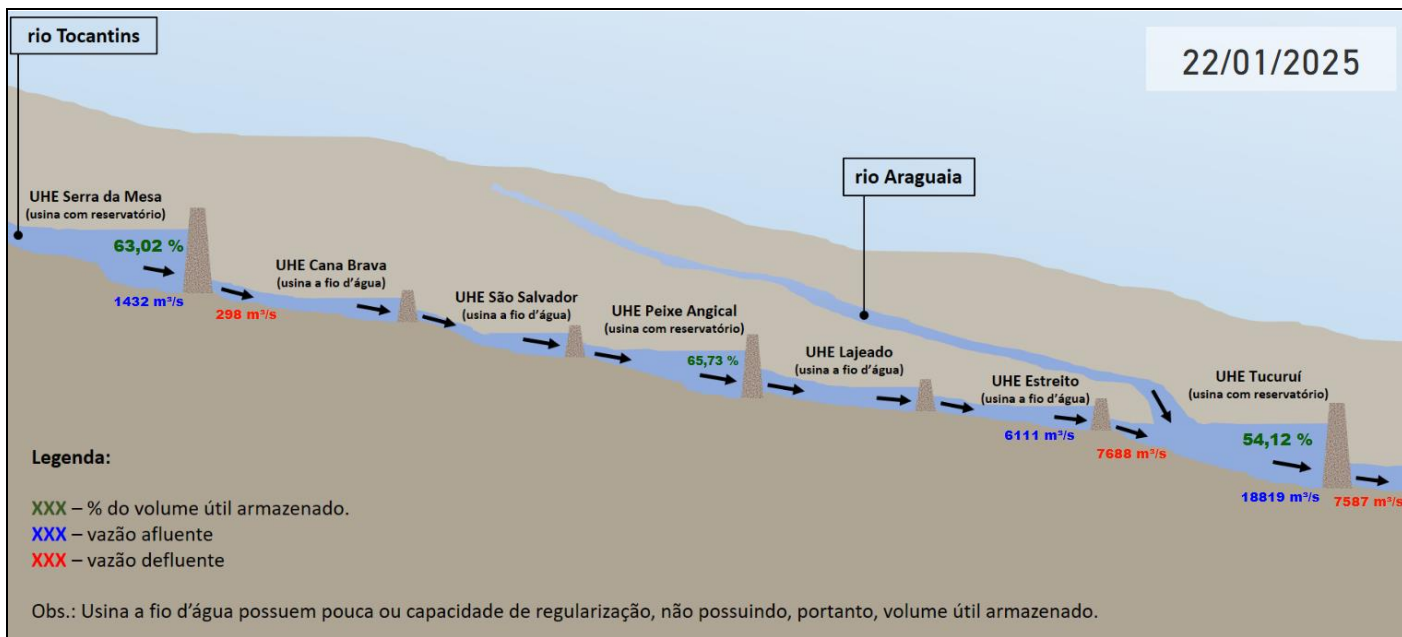 rio Tocantins
22/01/2025
rio Araguaia
UHE Serra da Mesa
(usina com reservatório)
63,02 %
1432 m³/s
298 m³/s
UHE Cana Brava
(usina a fio d’água)
UHE São Salvador
(usina a fio d’água)
UHE Peixe Angical
(usina com reservatório)
65,73 %
UHE Lajeado
(usina a fio d’água)
UHE Estreito
(usina a fio d’água)
6111 m³/s
7688 m³/s
UHE Tucuruí
(usina com reservatório)
54,12 %
18819 m³/s
7587 m³/s
Legenda:
XXX – % do volume útil armazenado.
XXX – vazão afluente
XXX – vazão defluente
Obs.: Usina a fio d’água possuem pouca ou capacidade de regularização, não possuindo, portanto, volume útil armazenado.